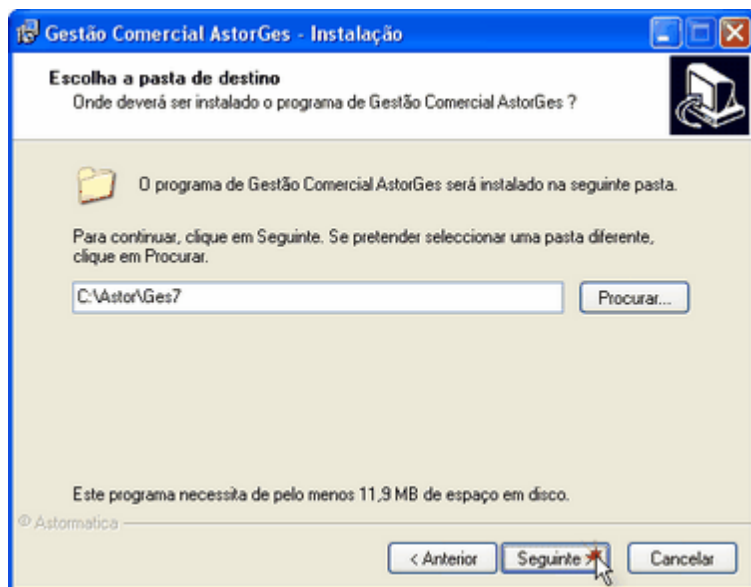 Gestão Comercial AstorGes - Instalação
Escolha a pasta de destino
Onde deverá ser instalado o programa de Gestão Comercial AstorGes ?
O programa de Gestão Comercial AstorGes será instalado na seguinte pasta.
Para continuar, clique em Seguinte. Se pretender seleccionar uma pasta diferente,
clique em Procurar.
C:\Astor\Ges7
Procurar...
Este programa necessita de pelo menos 11,9 MB de espaço em disco.
© Astormatica
< Anterior
Seguinte >
Cancelar